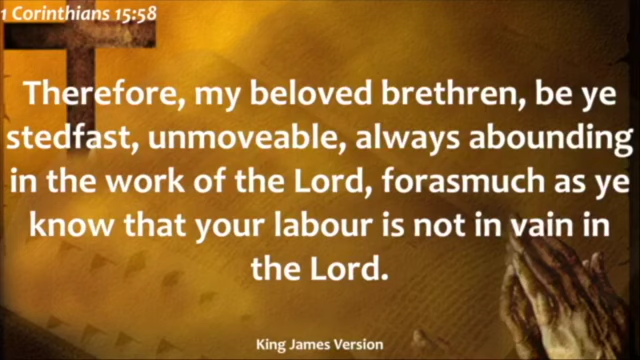 1 Corinthians 15:58
Therefore, my beloved brethren, be ye
stedfast, unmoveable, always abounding
in the work of the Lord, forasmuch as ye
know that your labour is not in vain in
the Lord.
King James Version